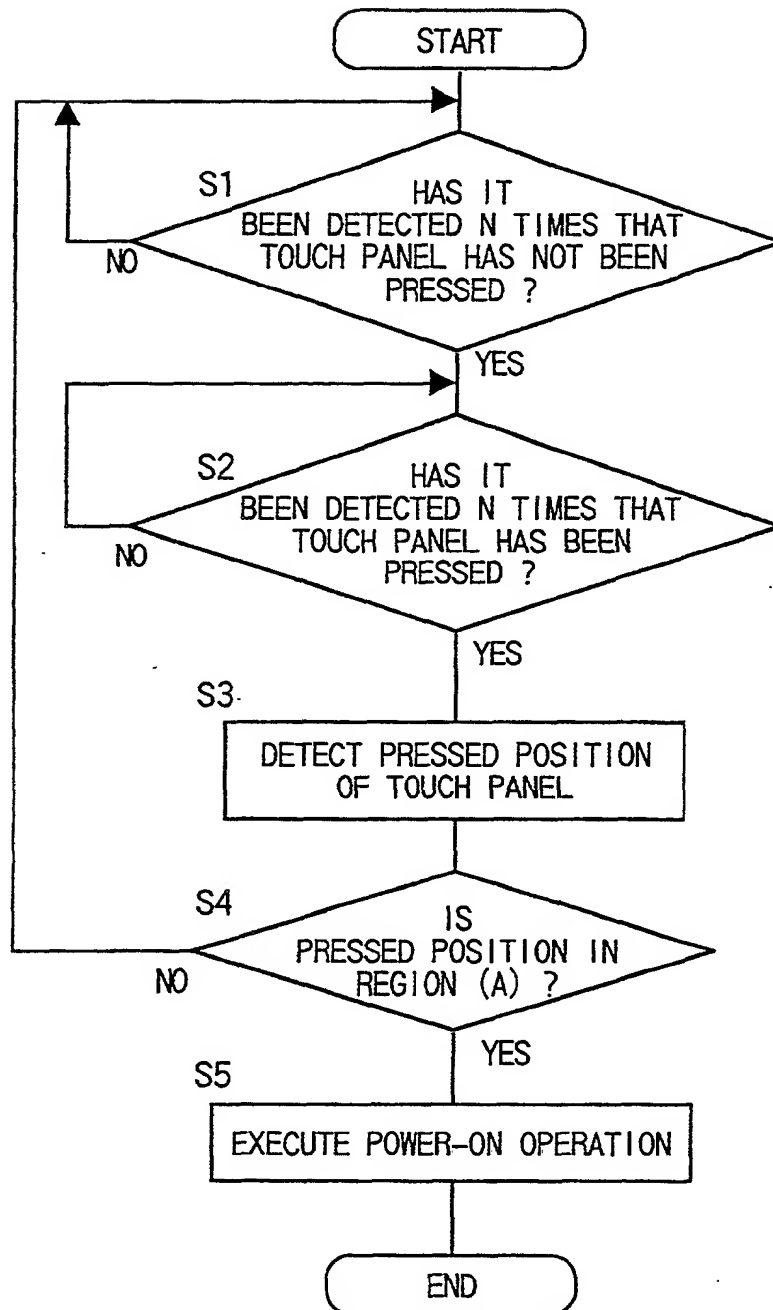 START
S1
HAS IT
BEEN DETECTED N TIMES THAT
TOUCH PANEL HAS NOT BEEN
PRESSED ?
NO
YES
S2
HAS IT
BEEN DETECTED N TIMES THAT
TOUCH PANEL HAS BEEN
PRESSED ?
NO
YES
S3
DETECT PRESSED POSITION
OF TOUCH PANEL
S4
IS
PRESSED POSITION IN
REGION (A) ?
NO
YES
S5
EXECUTE POWER-ON OPERATION
END